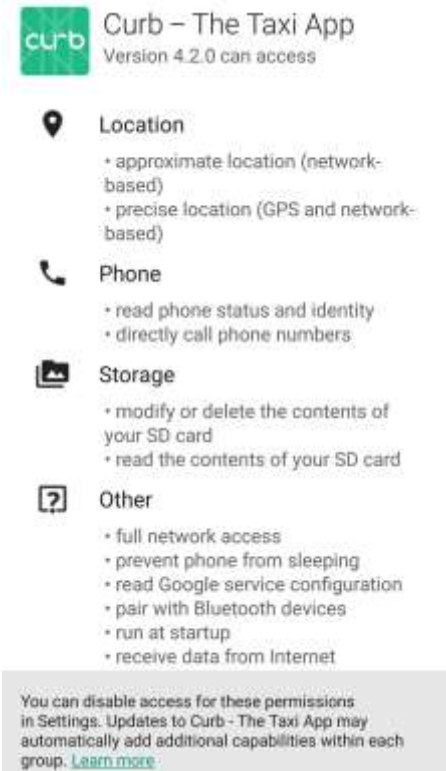 curb
Curb – The Taxi App
Version 4.2.0 can access
Location
• approximate location (network-
based)
• precise location (GPS and network-
based)
Phone
• read phone status and identity
• directly call phone numbers
Storage
• modify or delete the contents of
your SD card
• read the contents of your SD card
?
Other
• full network access
• prevent phone from sleeping
• read Google service configuration
• pair with Bluetooth devices
• run at startup
• receive data from Internet
You can disable access for these permissions
in Settings. Updates to Curb - The Taxi App may
automatically add additional capabilities within each
group. Learn more